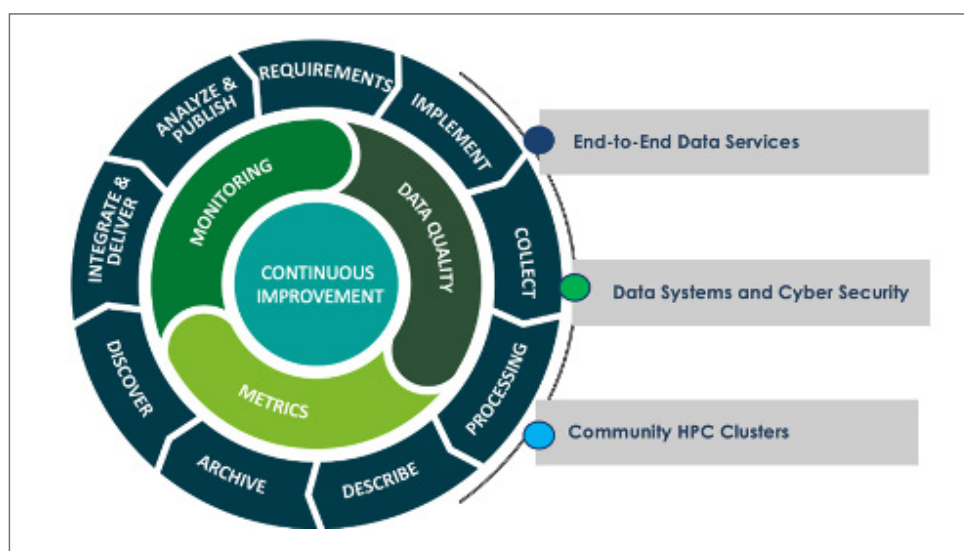 REQUIREMENTS
IMPLEMENT
COLLECT
PROCESSING
DESCRIBE
ARCHIVE
DISCOVER
INTEGRATE &
DELIVER
ANALYZE &
PUBLISH
MONITORING
DATA QUALITY
METRICS
CONTINUOUS
IMPROVEMENT
End-to-End Data Services
Data Systems and Cyber Security
Community HPC Clusters